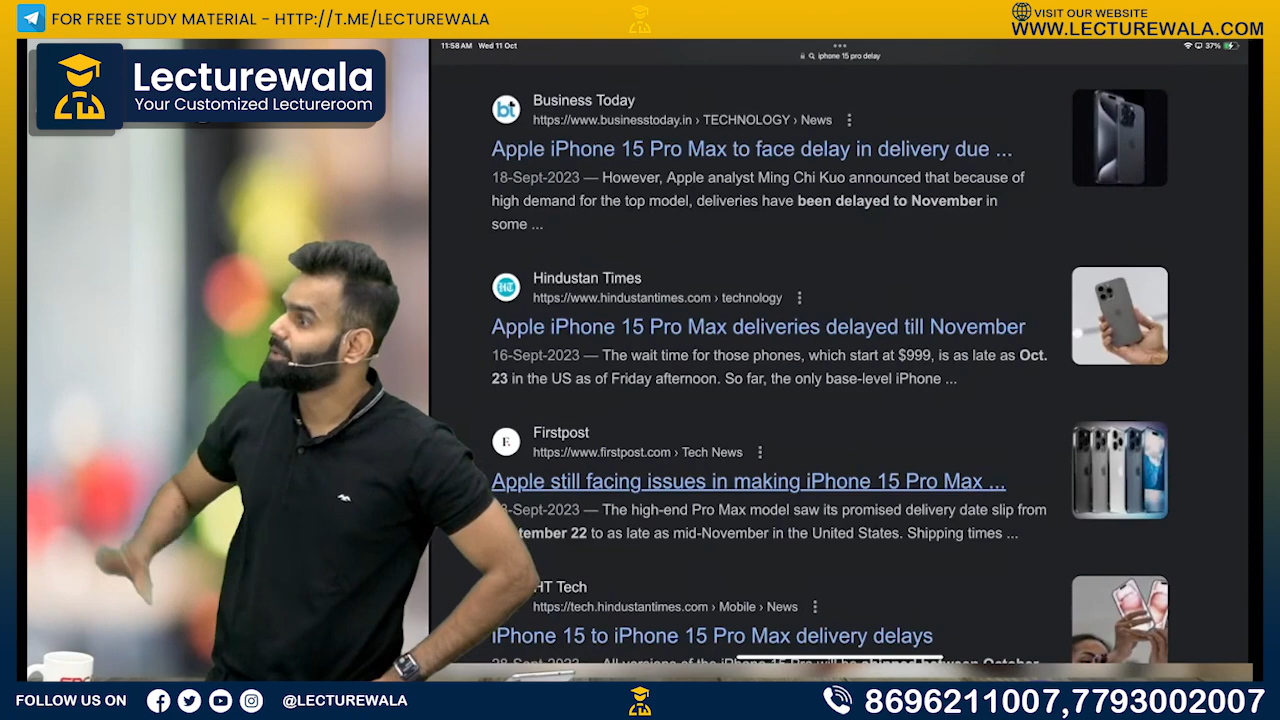 FOR FREE STUDY MATERIAL - HTTP://T.ME/LECTUREWALA
VISIT OUR WEBSITE
WWW.LECTUREWALA.COM
Lecturewala
Your Customized Lectureroom
11:58 AM Wed 11 Oct
iphone 15 pro delay
37%
bt
Business Today
https://www.businesstoday.in › TECHNOLOGY › News
Apple iPhone 15 Pro Max to face delay in delivery due ...
18-Sept-2023 — However, Apple analyst Ming Chi Kuo announced that because of
high demand for the top model, deliveries have been delayed to November in
some ...
HT
Hindustan Times
https://www.hindustantimes.com › technology
Apple iPhone 15 Pro Max deliveries delayed till November
16-Sept-2023 — The wait time for those phones, which start at $999, is as late as Oct.
23 in the US as of Friday afternoon. So far, the only base-level iPhone ...
F.
Firstpost
https://www.firstpost.com › Tech News
Apple still facing issues in making iPhone 15 Pro Max ...
-Sept-2023 — The high-end Pro Max model saw its promised delivery date slip from
tember 22 to as late as mid-November in the United States. Shipping times ...
HT Tech
https://tech.hindustantimes.com › Mobile › News
iPhone 15 to iPhone 15 Pro Max delivery delays
FOLLOW US ON
@LECTUREWALA
8696211007,7793002007